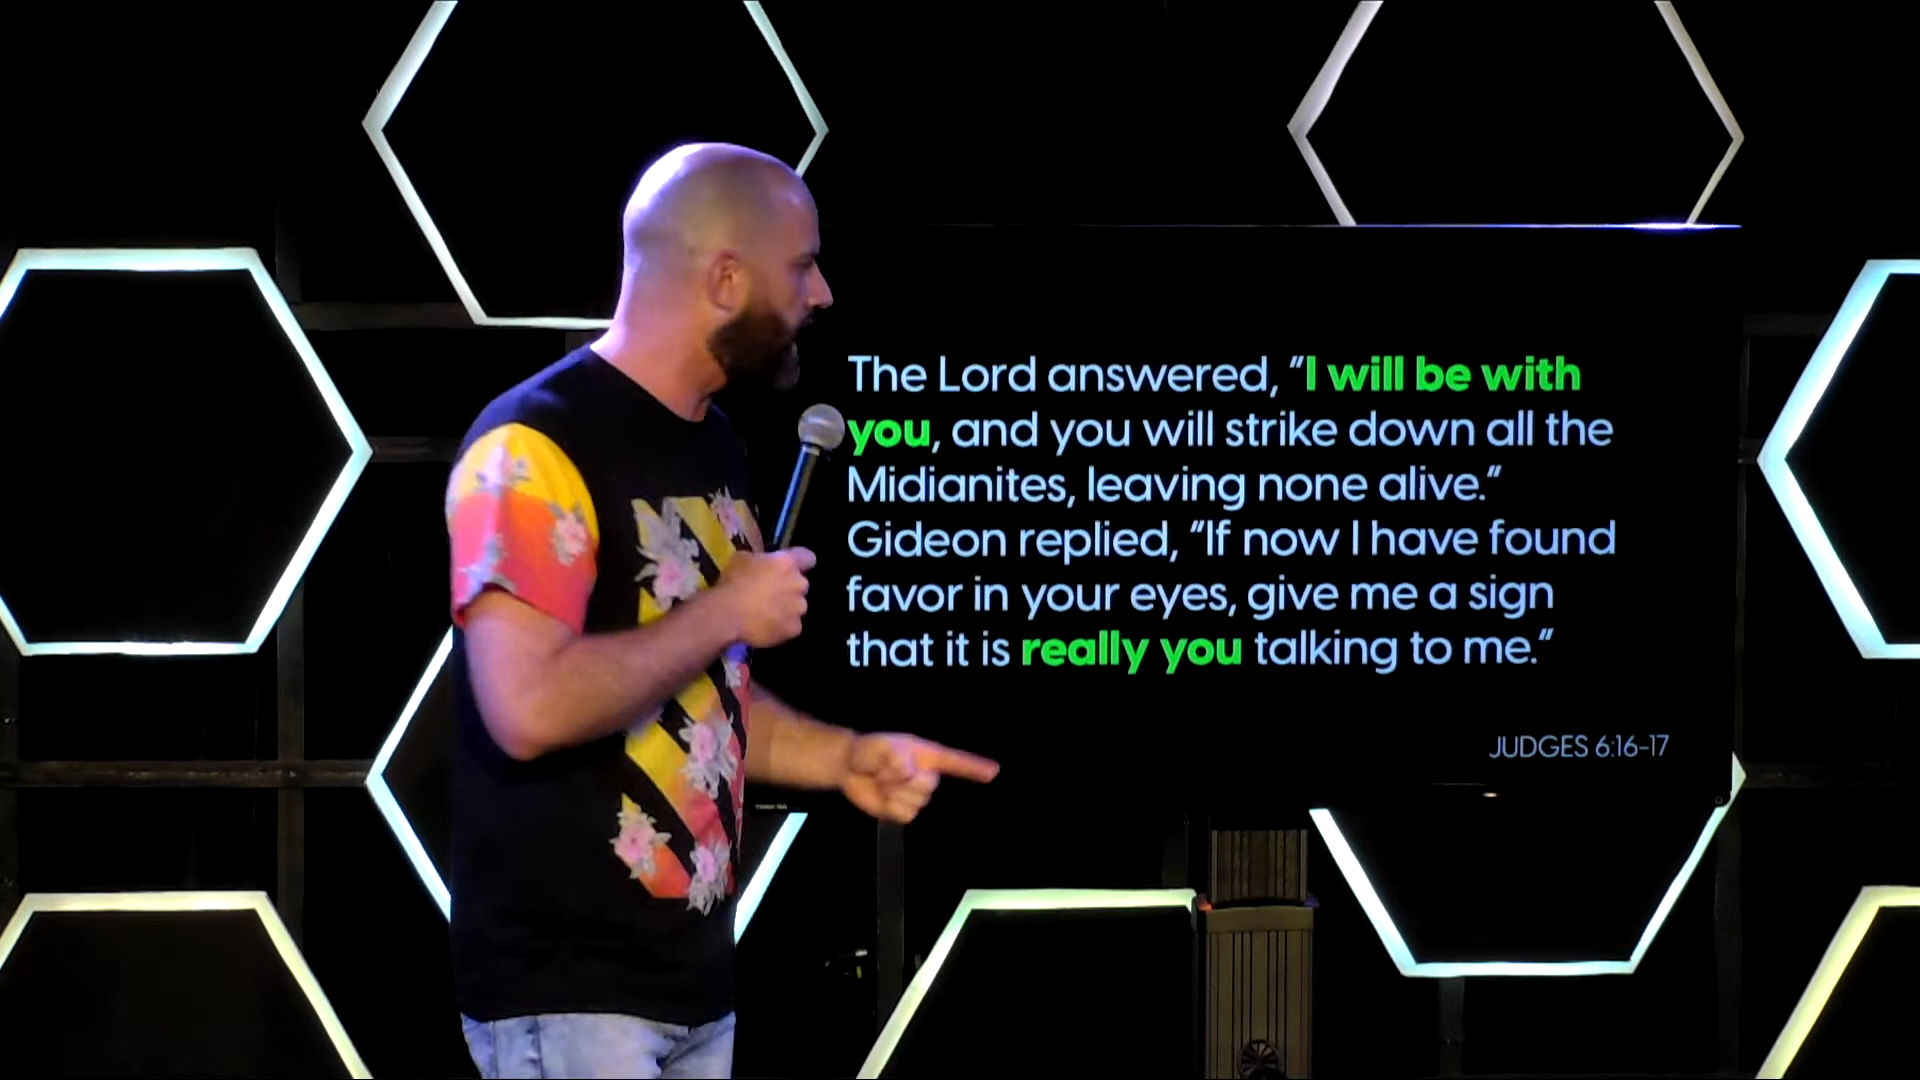 The Lord answered, "I will be with
you, and you will strike down all the
Midianites, leaving none alive."
Gideon replied, "If now I have found
favor in your eyes, give me a sign
that it is really you talking to me."
JUDGES 6:16-17
TOSHIBA